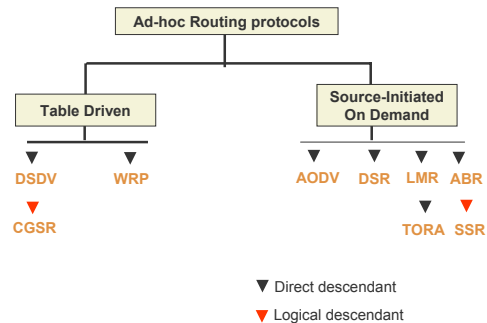 Ad-hoc Routing protocols
Table Driven
Source-Initiated
On Demand
DSDV WRP AODV DSR LMR ABR
CGSR TORA SSR
Direct descendant
Logical descendant